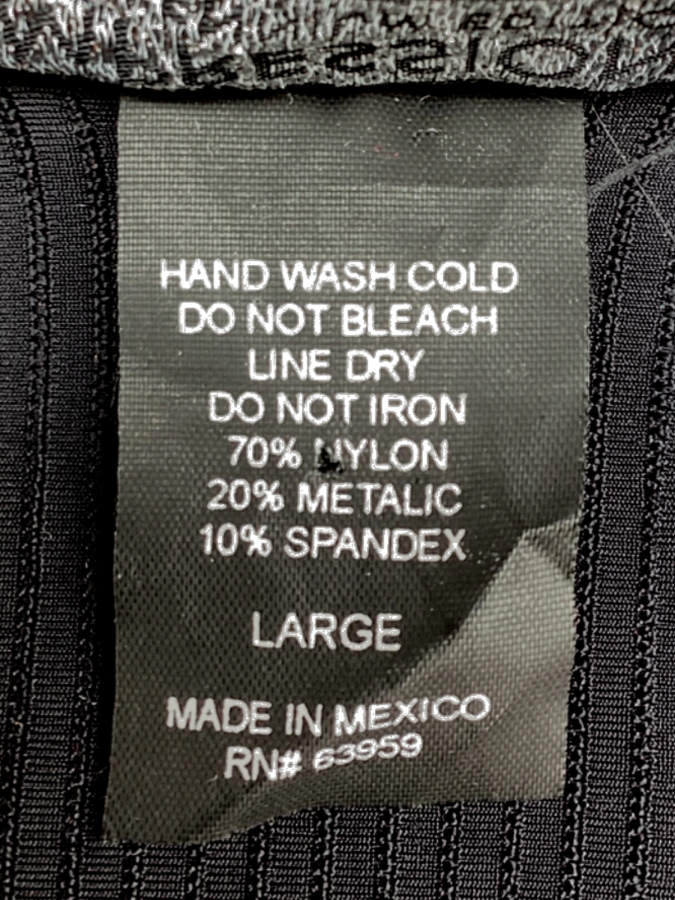 HAND WASH COLD
DO NOT BLEACH
LINE DRY
DO NOT IRON
70% NYLON
20% METALIC
10% SPANDEX
LARGE
MADE IN MEXICO
RN# 63959